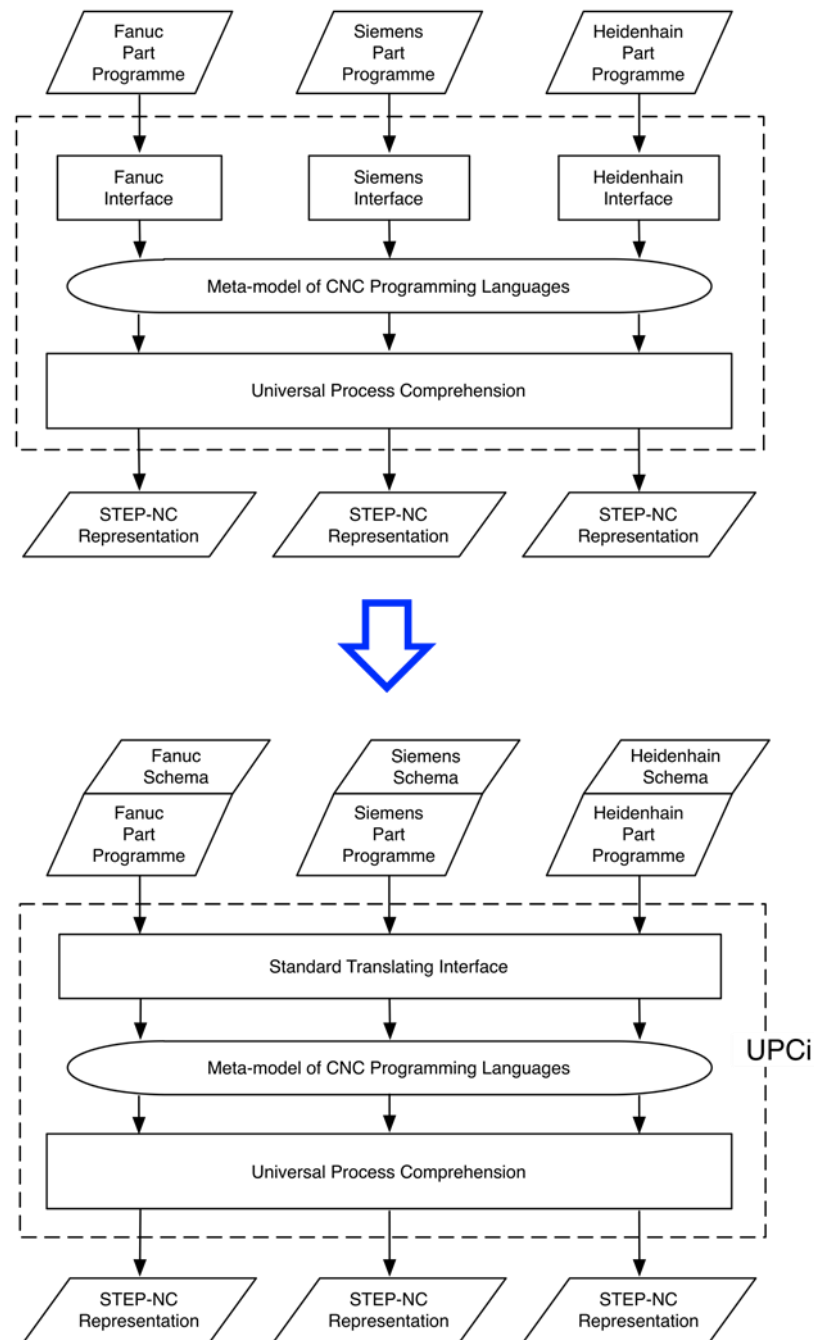 Fanuc
Part
Programme
Siemens
Part
Programme
Heidenhain
Part
Programme
Fanuc
Interface
Siemens
Interface
Heidenhain
Interface
Meta-model of CNC Programming Languages
Universal Process Comprehension
STEP-NC
Representation
STEP-NC
Representation
STEP-NC
Representation
Fanuc
Schema
Siemens
Schema
Heidenhain
Schema
Fanuc
Part
Programme
Siemens
Part
Programme
Heidenhain
Part
Programme
Standard Translating Interface
UPCi
Meta-model of CNC Programming Languages
Universal Process Comprehension
STEP-NC
Representation
STEP-NC
Representation
STEP-NC
Representation